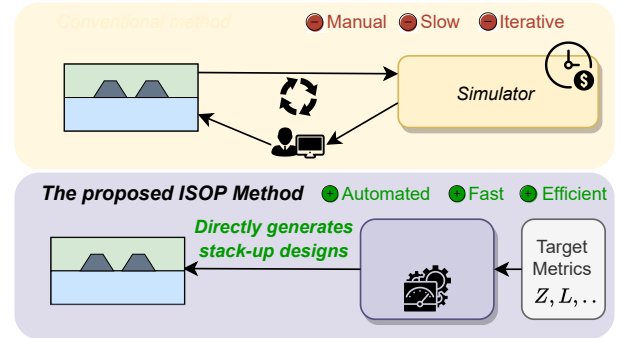 Conventional method
Manual Slow Iterative
Simulator
$
The proposed ISOP Method
Automated Fast Efficient
Directly generates
stack-up designs
Target
Metrics
Z, L, ..